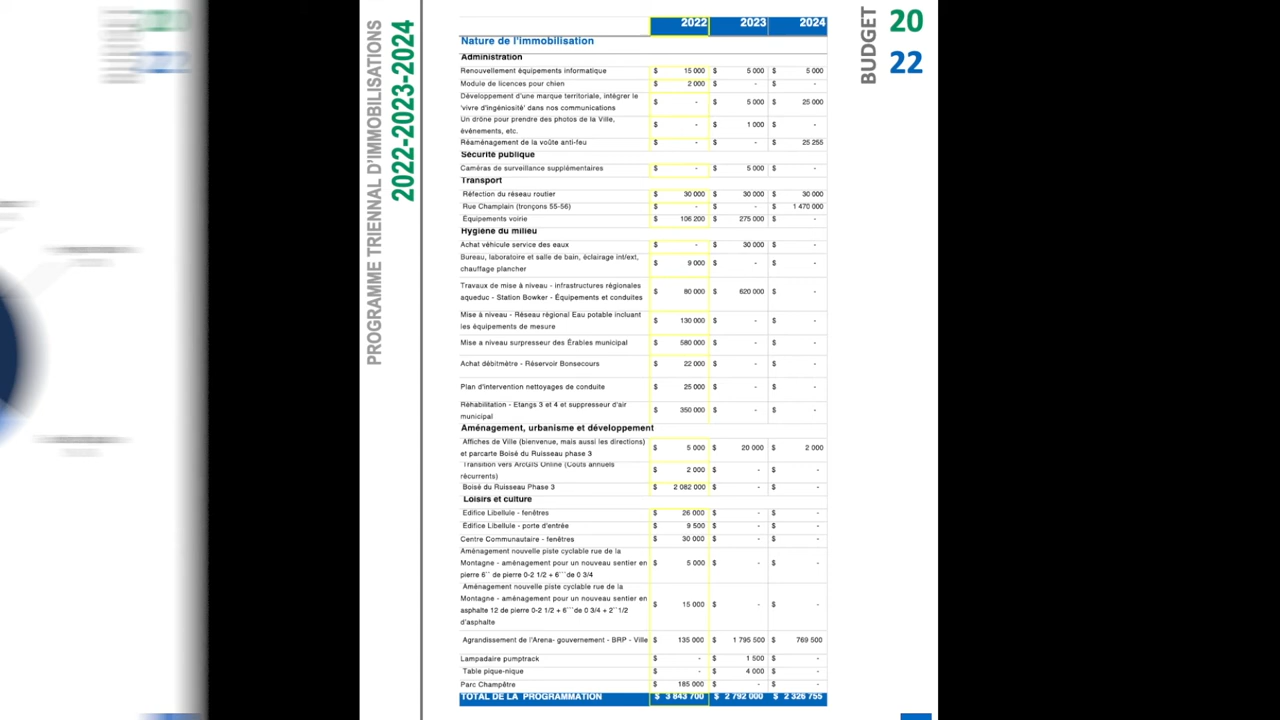 PROGRAMME TRIENNAL D'IMMOBILISATIONS
2022-2023-2024
BUDGET 20
22
2022 2023 2024
Nature de l'immobilisation
Administration
Renouvellement équipements informatique $ 15 000 $ 5 000 $ 5 000
Module de licences pour chien $ 2 000 $ - $ -
Développement d'une marque territoriale, intégrer le
'vivre d'ingéniosité' dans nos communications $ - $ 5 000 $ 25 000
Un drône pour prendre des photos de la Ville,
événements, etc. $ - $ 1 000 $ -
Réaménagement de la voûte anti-feu $ - $ - $ 25 255
Sécurité publique
Caméras de surveillance supplémentaires $ - $ 5 000 $ -
Transport
Réfection du réseau routier $ 30 000 $ 30 000 $ 30 000
Rue Champlain (tronçons 55-56) $ - $ - $ 1 470 000
Équipements voirie $ 106 200 $ 275 000 $ -
Hygiène du milieu
Achat véhicule service des eaux $ - $ 30 000 $ -
Bureau, laboratoire et salle de bain, éclairage int/ext,
chauffage plancher $ 9 000 $ - $ -
Travaux de mise à niveau - infrastructures régionales
aqueduc - Station Bowker - Équipements et conduites $ 80 000 $ 620 000 $ -
Mise à niveau - Réseau régional Eau potable incluant
les équipements de mesure $ 130 000 $ - $ -
Mise a niveau surpresseur des Érables municipal $ 580 000 $ - $ -
Achat débitmètre - Réservoir Bonsecours $ 22 000 $ - $ -
Plan d'intervention nettoyages de conduite $ 25 000 $ - $ -
Réhabilitation - Etangs 3 et 4 et suppresseur d'air
municipal $ 350 000 $ - $ -
Aménagement, urbanisme et développement
Affiches de Ville (bienvenue, mais aussi les directions)
et parcarte Boisé du Ruisseau phase 3 $ 5 000 $ 20 000 $ 2 000
Transition vers ArcGIS Online (Coûts annuels
récurrents) $ 2 000 $ - $ -
Boisé du Ruisseau Phase 3 $ 2 082 000 $ - $ -
Loisirs et culture
Edifice Libellule - fenêtres $ 26 000 $ - $ -
Édifice Libellule - porte d'entrée $ 9 500 $ - $ -
Centre Communautaire - fenêtres $ 30 000 $ - $ -
Aménagement nouvelle piste cyclable rue de la
Montagne - aménagement pour un nouveau sentier en
pierre 6`` de pierre 0-2 1/2 + 6```de 0 3/4 $ 5 000 $ - $ -
Aménagement nouvelle piste cyclable rue de la
Montagne - aménagement pour un nouveau sentier en
asphalte 12 de pierre 0-2 1/2 + 6```de 0 3/4 + 2``1/2
d'asphalte $ 15 000 $ - $ -
Agrandissement de l'Arena- gouvernement - BRP - Ville $ 135 000 $ 1 795 500 $ 769 500
Lampadaire pumptrack $ - $ 1 500 $ -
Table pique-nique $ - $ 4 000 $ -
Parc Champêtre $ 185 000 $ - $ -
TOTAL DE LA PROGRAMMATION $ 3 843 700 $ 2 792 000 $ 2 326 755